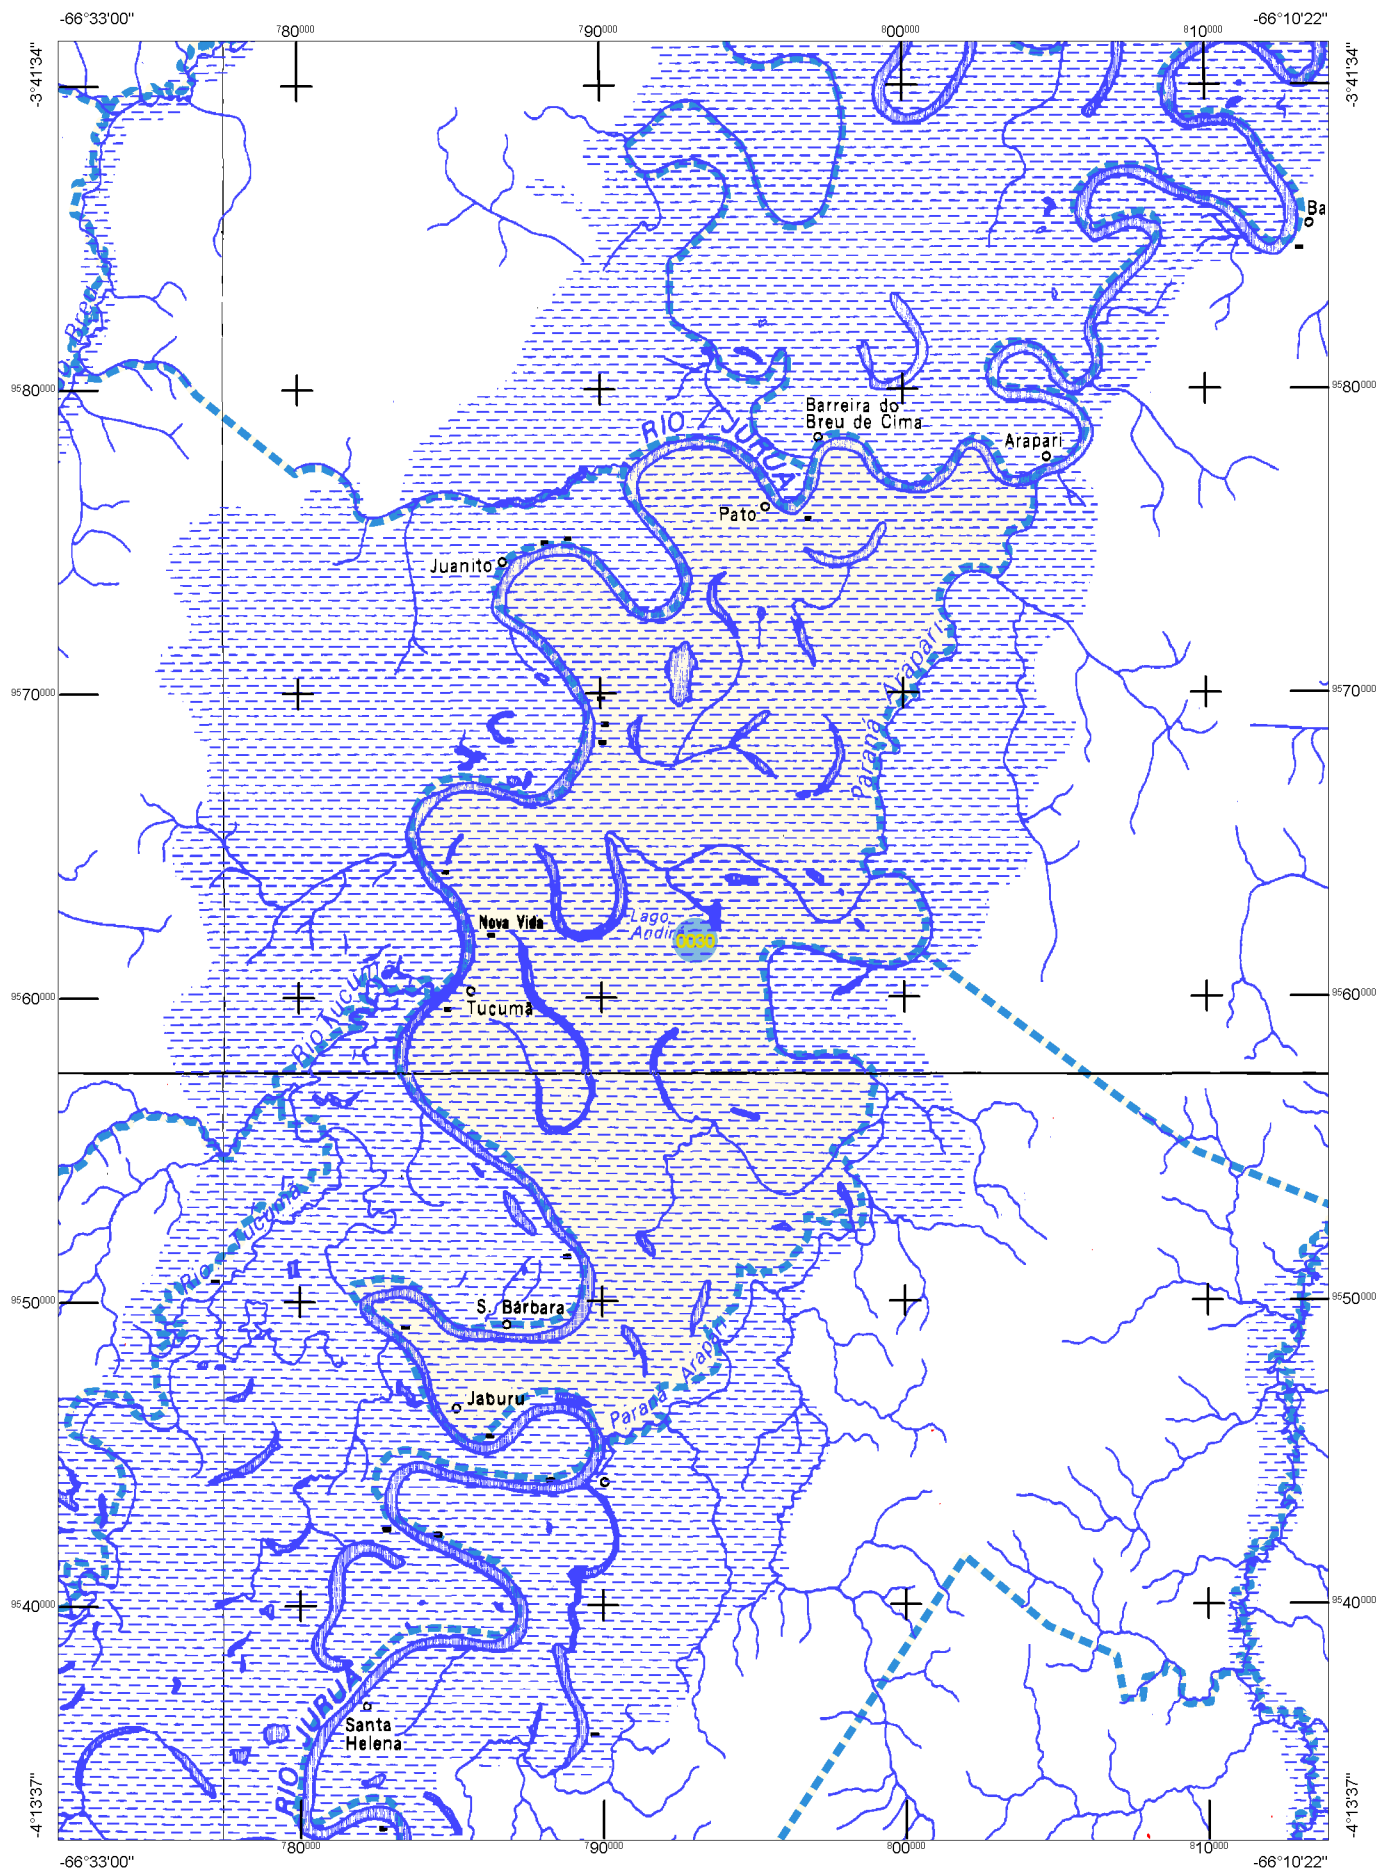 -66°33'00"
-66°10'22"
780000
790000
800000
810000
-3°41'34"
-3°41'34"
Ba
Breu
9580000
9580000
Barreira do
Breu de Cima
RIO JURUÁ
Arapari
Pato
Juanito
Paraná Arapari
9570000
9570000
Nova Vida
Lago
Andir
0030
Rio Tucumã
9560000
9560000
Tucumã
Rio Tucumã
9550000
9550000
S. Bárbara
Paraná Arapari
Jaburu
9540000
9540000
RIO JURUÁ
Santa
Helena
-4°13'37"
-4°13'37"
780000
790000
800000
810000
-66°33'00"
-66°10'22"